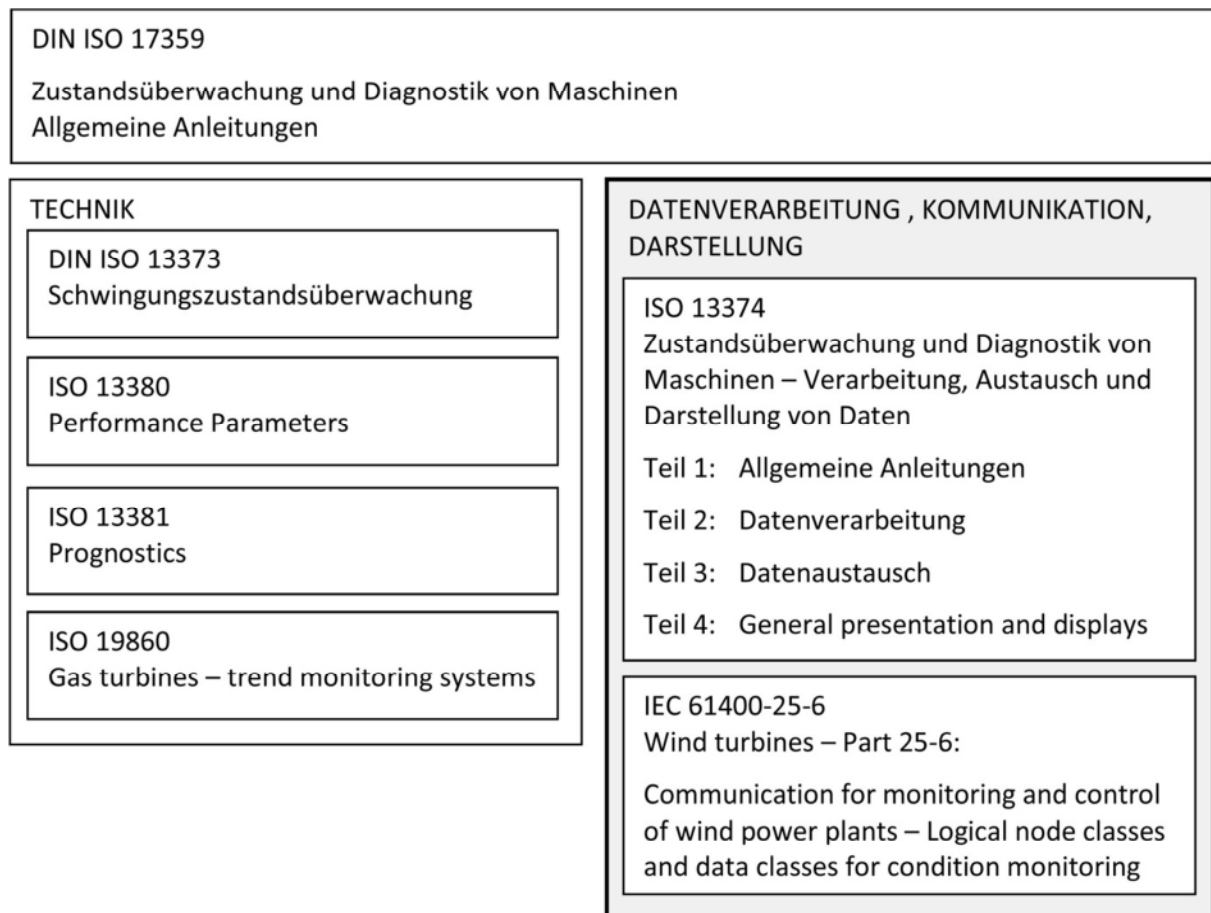 DIN ISO 17359
Zustandsüberwachung und Diagnostik von Maschinen
Allgemeine Anleitungen
TECHNIK
DIN ISO 13373
Schwingungszustandsüberwachung
ISO 13380
Performance Parameters
ISO 13381
Prognostics
ISO 19860
Gas turbines – trend monitoring systems
DATENVERARBEITUNG , KOMMUNIKATION,
DARSTELLUNG
ISO 13374
Zustandsüberwachung und Diagnostik von
Maschinen – Verarbeitung, Austausch und
Darstellung von Daten
Teil 1: Allgemeine Anleitungen
Teil 2: Datenverarbeitung
Teil 3: Datenaustausch
Teil 4: General presentation and displays
IEC 61400-25-6
Wind turbines – Part 25-6:
Communication for monitoring and control
of wind power plants – Logical node classes
and data classes for condition monitoring